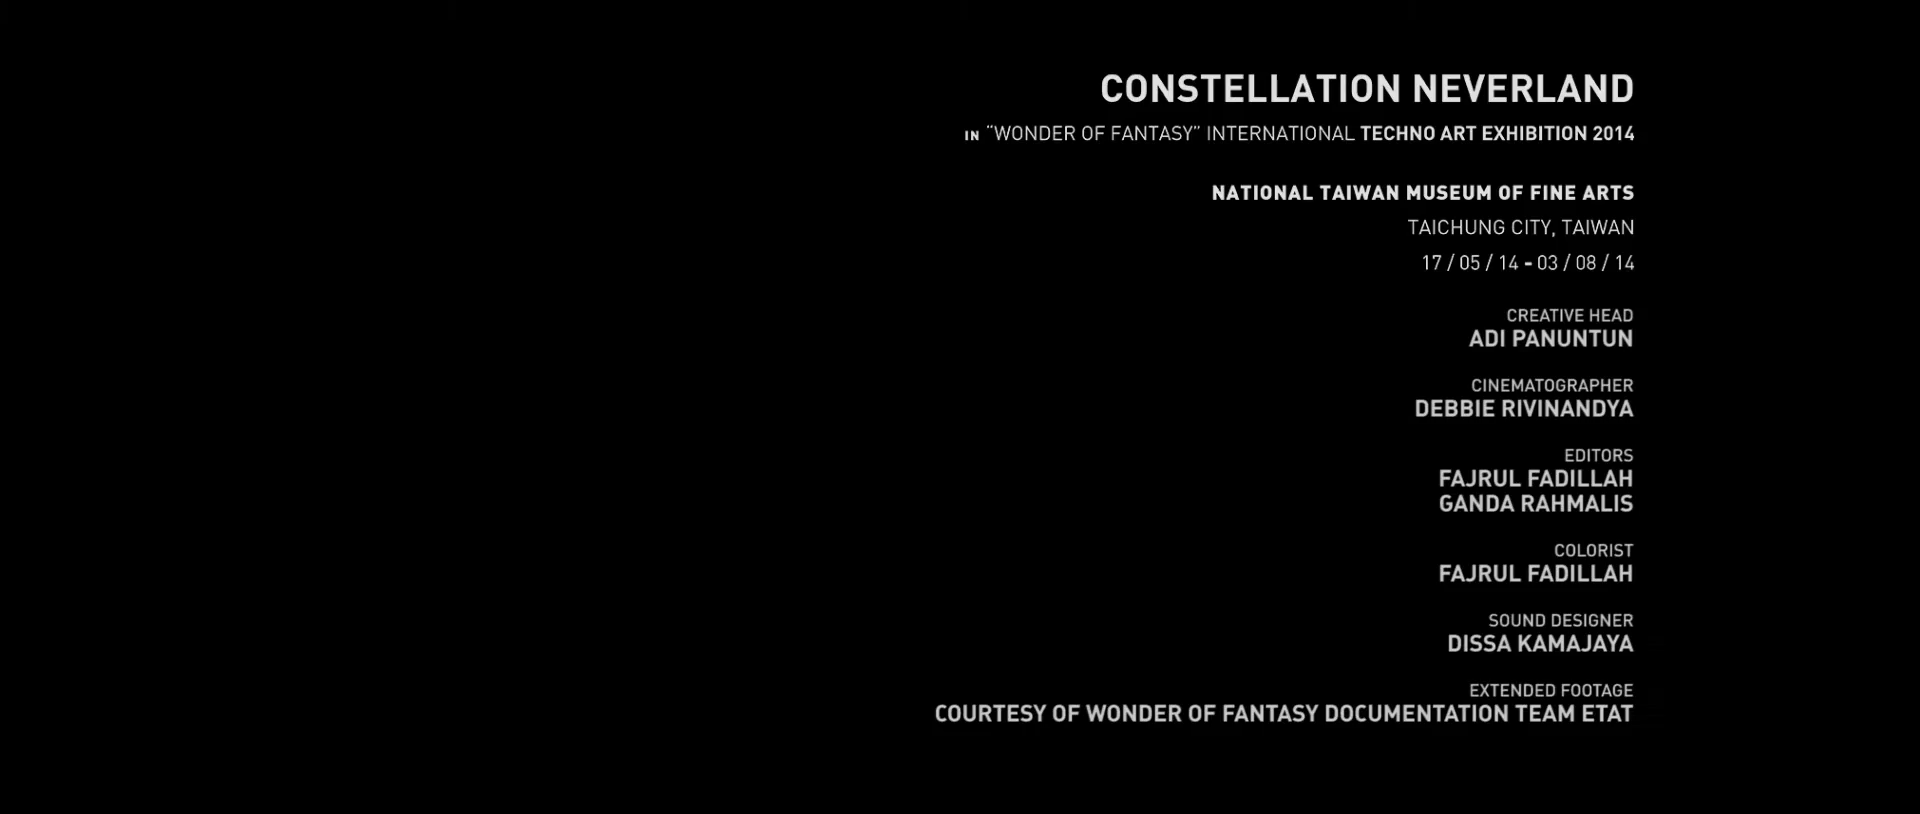 CONSTELLATION NEVERLAND
IN “WONDER OF FANTASY” INTERNATIONAL TECHNO ART EXHIBITION 2014
NATIONAL TAIWAN MUSEUM OF FINE ARTS
TAICHUNG CITY, TAIWAN
17 / 05 / 14 - 03 / 08 / 14
CREATIVE HEAD
ADI PANUNTUN
CINEMATOGRAPHER
DEBBIE RIVINANDYA
EDITORS
FAJRUL FADILLAH
GANDA RAHMALIS
COLORIST
FAJRUL FADILLAH
SOUND DESIGNER
DISSA KAMAJAYA
EXTENDED FOOTAGE
COURTESY OF WONDER OF FANTASY DOCUMENTATION TEAM ETAT